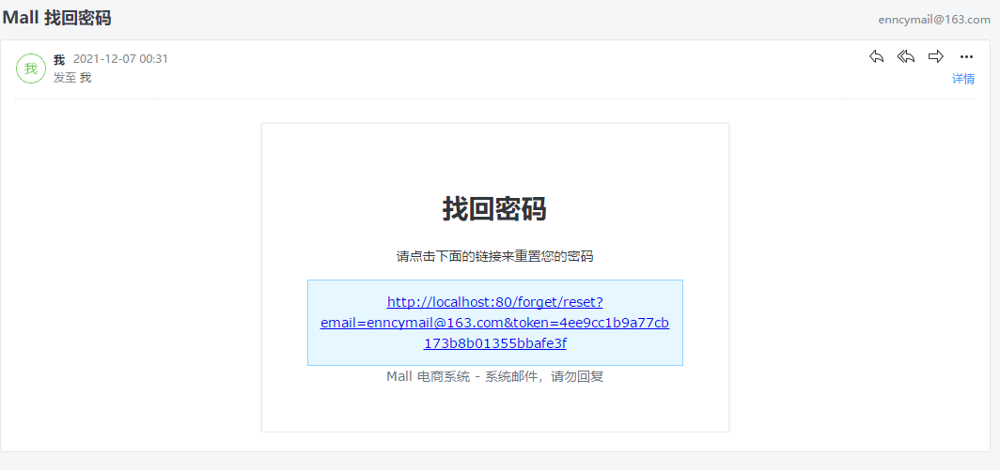 Mall 找回密码
enncymail@163.com
我
我 2021-12-07 00:31
发至 我
详情
找回密码
请点击下面的链接来重置您的密码
http://localhost:80/forget/reset?
email=enncymail@163.com&token=4ee9cc1b9a77cb
173b8b01355bbafe3f
Mall 电商系统 - 系统邮件，请勿回复